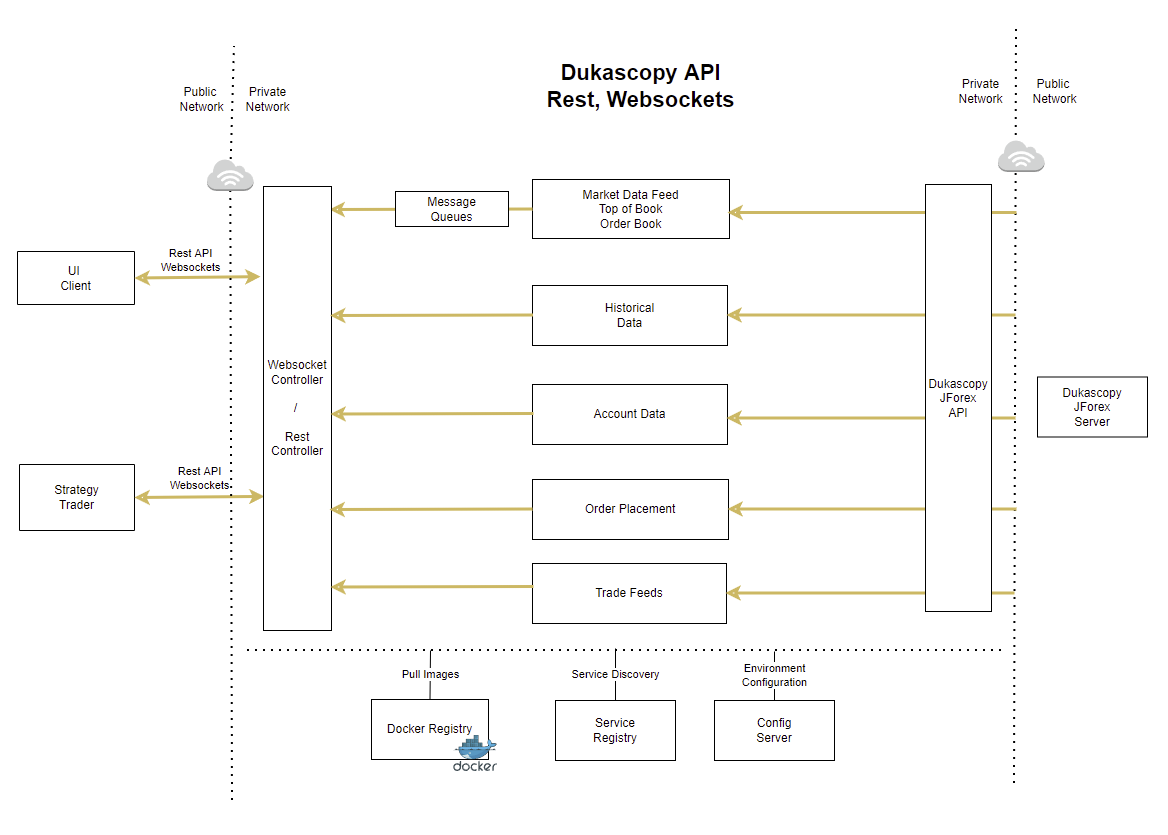 Dukascopy API
Rest, Websockets
Public
Network
Private
Network
Private
Network
Public
Network
Message
Queues
Market Data Feed
Top of Book
Order Book
UI
Client
Rest API
Websockets
Historical
Data
Websocket
Controller
/
Rest
Controller
Account Data
Dukascopy
JForex
API
Dukascopy
JForex
Server
Strategy
Trader
Rest API
Websockets
Order Placement
Trade Feeds
Pull Images
Service Discovery
Environment
Configuration
Docker Registry
docker
Service
Registry
Config
Server